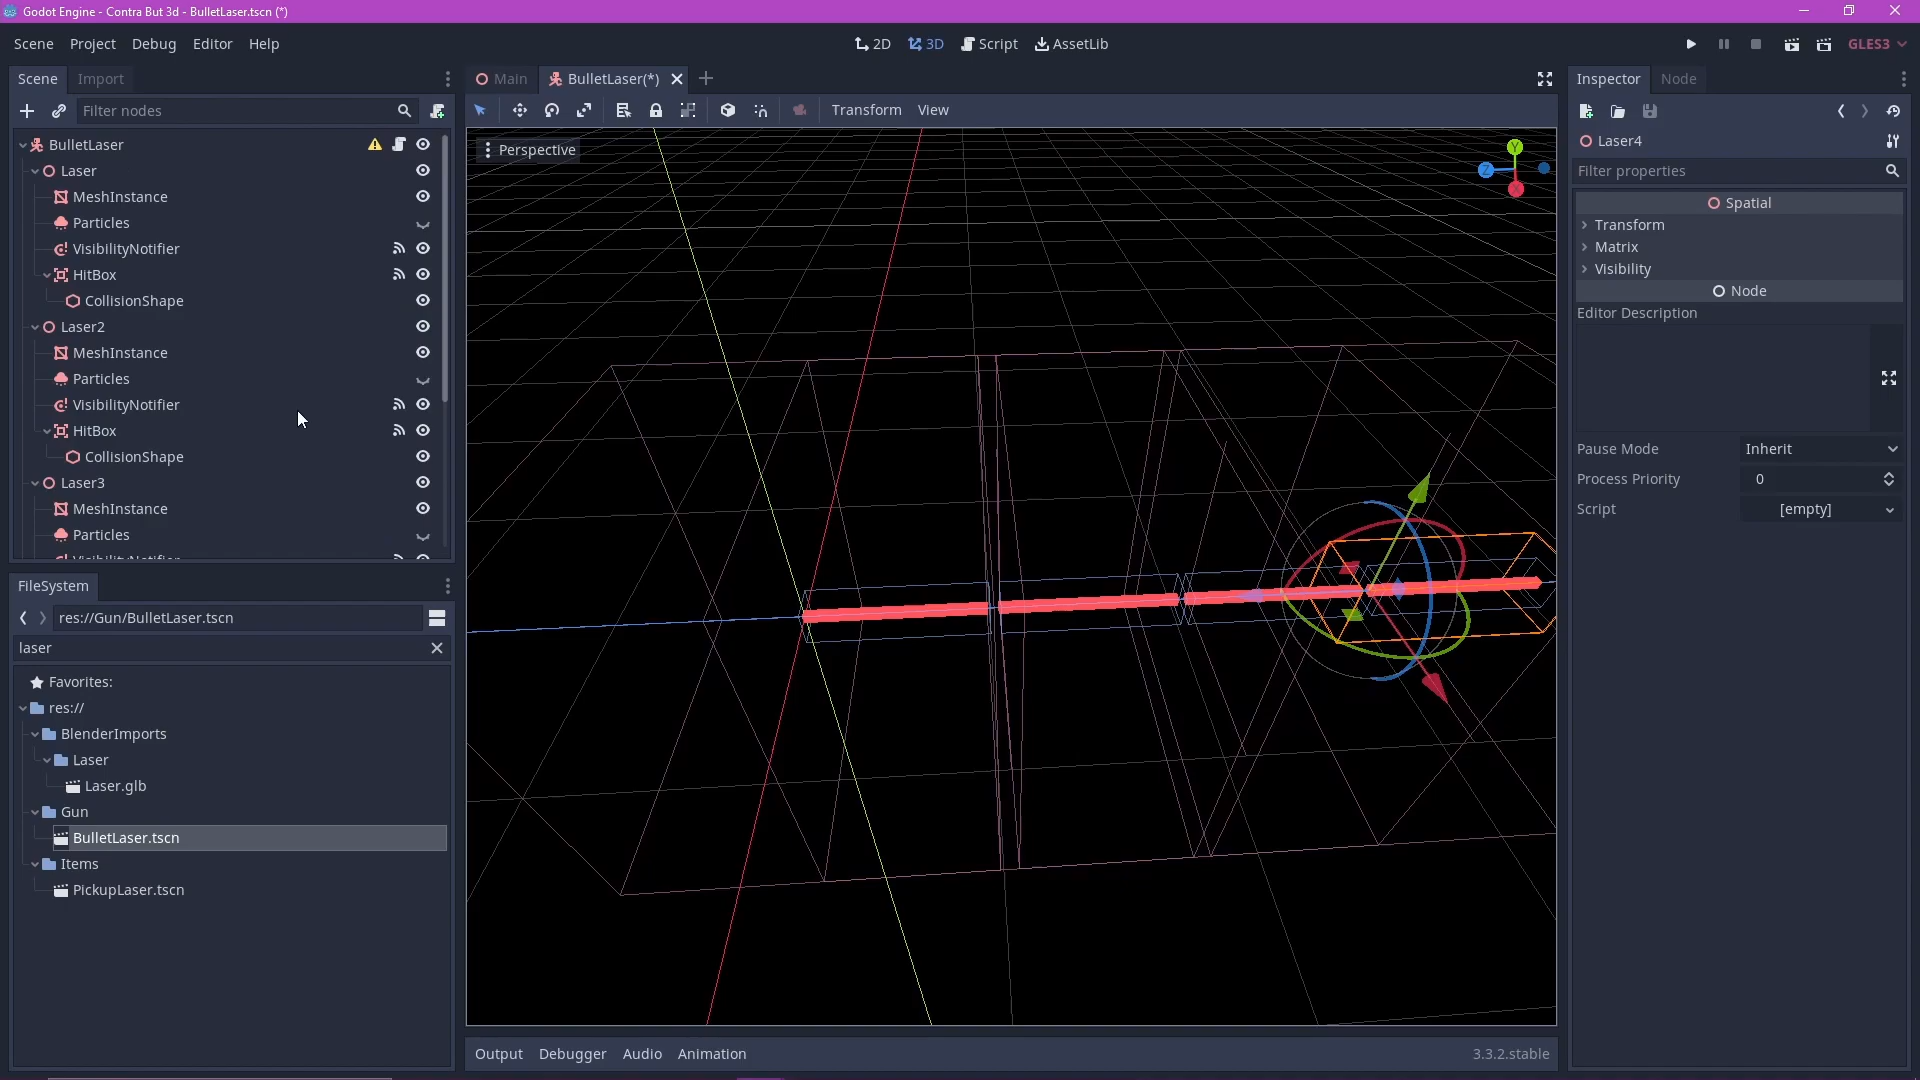 Godot Engine - Contra But 3d - BulletLaser.tscn (*)
Scene Project Debug Editor Help
2D 3D Script AssetLib
GLES3
Scene Import
Filter nodes
BulletLaser
Laser
MeshInstance
Particles
VisibilityNotifier
HitBox
CollisionShape
Laser2
MeshInstance
Particles
VisibilityNotifier
HitBox
CollisionShape
Laser3
MeshInstance
Particles
VisibilityNotifier
FileSystem
res://Gun/BulletLaser.tscn
laser
Favorites:
res://
BlenderImports
Laser
Laser.glb
Gun
BulletLaser.tscn
Items
PickupLaser.tscn
Main BulletLaser(*)
Transform View
Perspective
Y
Z
X
Output Debugger Audio Animation 3.3.2.stable
Inspector Node
Laser4
Filter properties
Spatial
Transform
Matrix
Visibility
Node
Editor Description
Pause Mode Inherit
Process Priority 0
Script [empty]